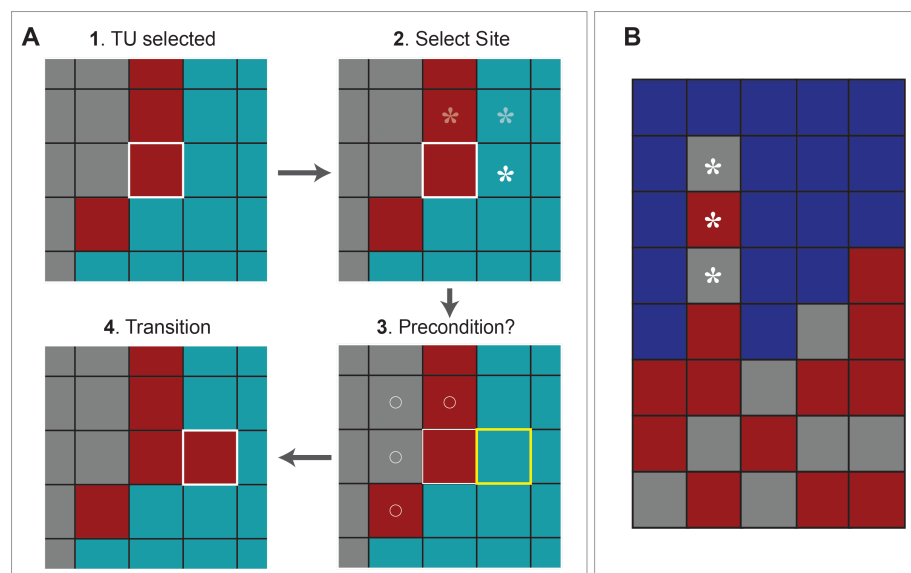 A
1. TU selected
2. Select Site
* *
*
4. Transition
3. Precondition?
B
*
*
*